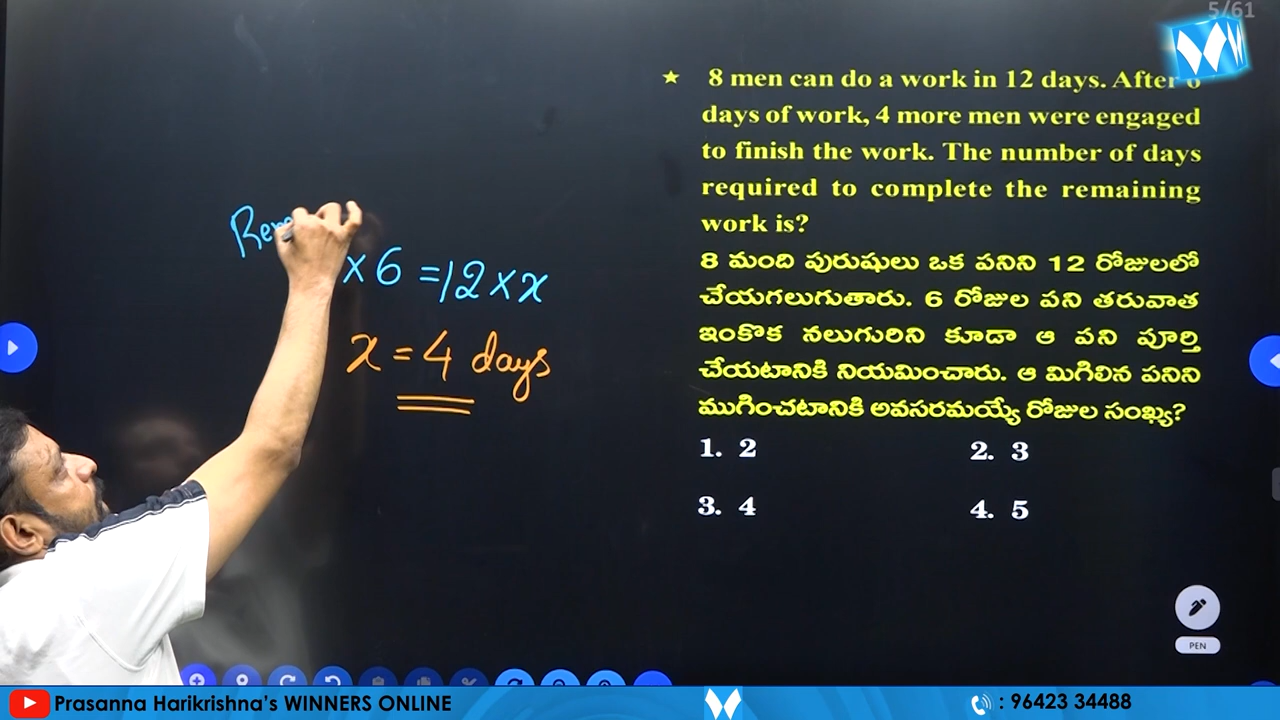 5/61
★ 8 men can do a work in 12 days. After 6
days of work, 4 more men were engaged
to finish the work. The number of days
required to complete the remaining
work is?
8 మంది పురుషులు ఒక పనిని 12 రోజులలో
చేయగలుగుతారు. 6 రోజుల పని తరువాత
ఇంకొక నలుగురిని కూడా ఆ పని పూర్తి
చేయటానికి నియమించారు. ఆ మిగిలిన పనిని
ముగించటానికి అవసరమయ్యే రోజుల సంఖ్య?
1. 2 2. 3
3. 4 4. 5
× 6 = 12 × x
x = 4 days
PEN
Prasanna Harikrishna's WINNERS ONLINE
: 96423 34488